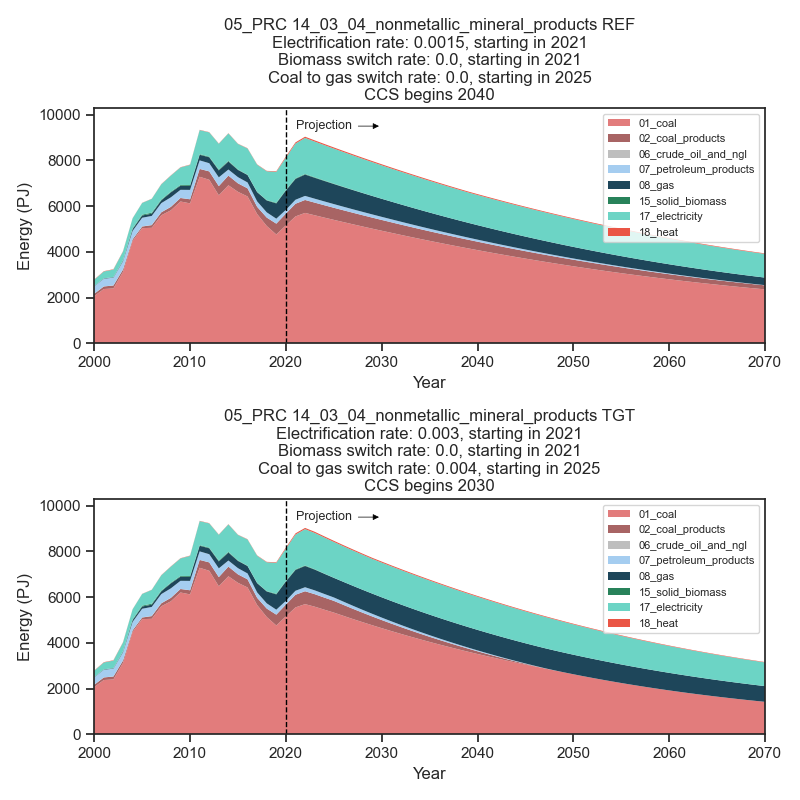 05_PRC 14_03_04_nonmetallic_mineral_products REF
Electrification rate: 0.0015, starting in 2021
Biomass switch rate: 0.0, starting in 2021
Coal to gas switch rate: 0.0, starting in 2025
CCS begins 2040
Projection
01_coal
02_coal_products
06_crude_oil_and_ngl
07_petroleum_products
08_gas
15_solid_biomass
17_electricity
18_heat
Energy (PJ)
10000
8000
6000
4000
2000
0
2000 2010 2020 2030 2040 2050 2060 2070
Year
05_PRC 14_03_04_nonmetallic_mineral_products TGT
Electrification rate: 0.003, starting in 2021
Biomass switch rate: 0.0, starting in 2021
Coal to gas switch rate: 0.004, starting in 2025
CCS begins 2030
Projection
01_coal
02_coal_products
06_crude_oil_and_ngl
07_petroleum_products
08_gas
15_solid_biomass
17_electricity
18_heat
Energy (PJ)
10000
8000
6000
4000
2000
0
2000 2010 2020 2030 2040 2050 2060 2070
Year